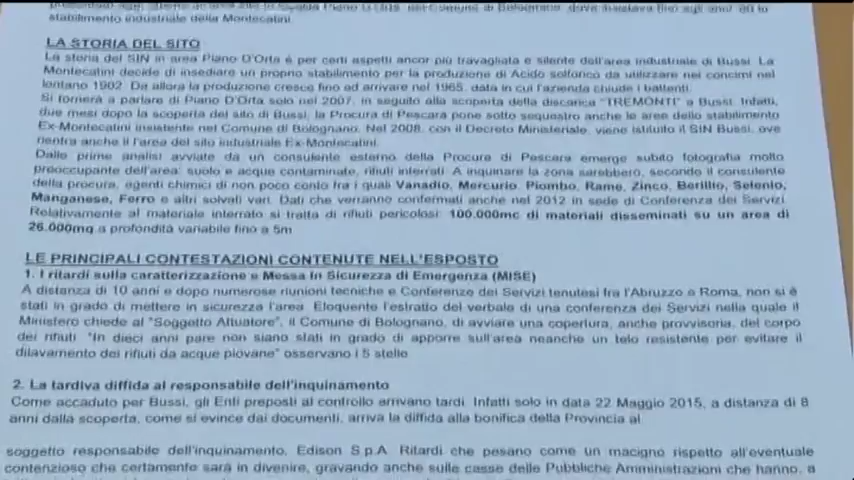 stabilimento industriale della Montecatini.
LA STORIA DEL SITO
La storia del SIN in area Piano D'Orta è per certi aspetti ancor più travagliata e silente dell'area industriale di Bussi. La
Montecatini decide di insediare un proprio stabilimento per la produzione di Acido solforico da utilizzare nei concimi nel
lontano 1902. Da allora la produzione cresce fino ad arrivare nel 1965, data in cui l'azienda chiude i battenti.
Si tornerà a parlare di Piano D'Orta solo nel 2007, in seguito alla scoperta della discarica "TREMONTI" a Bussi. Infatti,
due mesi dopo la scoperta del sito di Bussi, la Procura di Pescara pone sotto sequestro anche le aree dello stabilimento
Ex-Montecatini insistente nel Comune di Bolognano. Nel 2008, con il Decreto Ministeriale, viene istituito il SIN Bussi, ove
rientra anche il l'area del sito industriale Ex-Montecatini.
Dalle prime analisi avviate da un consulente esterno della Procura di Pescara emerge subito fotografia molto
preoccupante dell'area: suolo e acque contaminate, rifiuti interrati. A inquinare la zona sarebbero, secondo il consulente
della procura, agenti chimici di non poco conto fra i quali Vanadio, Mercurio, Piombo, Rame, Zinco, Berillio, Selenio,
Manganese, Ferro e altri solvati vari. Dati che verranno confermati anche nel 2012 in sede di Conferenza dei Servizi.
Relativamente al materiale interrato si tratta di rifiuti pericolosi: 100.000mc di materiali disseminati su un area di
26.000mq a profondità variabile fino a 5m
LE PRINCIPALI CONTESTAZIONI CONTENUTE NELL'ESPOSTO
1. I ritardi sulla caratterizzazione e Messa In Sicurezza di Emergenza (MISE)
A distanza di 10 anni e dopo numerose riunioni tecniche e Conferenze dei Servizi tenutesi fra l'Abruzzo e Roma, non si è
stati in grado di mettere in sicurezza l'area. Eloquente l'estratto del verbale di una conferenza dei Servizi nella quale il
Ministero chiede al "Soggetto Attuatore", il Comune di Bolognano, di avviare una copertura, anche provvisoria, del corpo
dei rifiuti. "In dieci anni pare non siano stati in grado di apporre sull'area neanche un telo resistente per evitare il
dilavamento dei rifiuti da acque piovane" osservano i 5 stelle
2. La tardiva diffida al responsabile dell'inquinamento
Come accaduto per Bussi, gli Enti preposti al controllo arrivano tardi. Infatti solo in data 22 Maggio 2015, a distanza di 8
anni dalla scoperta, come si evince dai documenti, arriva la diffida alla bonifica della Provincia al
soggetto responsabile dell'inquinamento, Edison S.p.A. Ritardi che pesano come un macigno rispetto all'eventuale
contenzioso che certamente sarà in divenire, gravando anche sulle casse delle Pubbliche Amministrazioni che hanno, a